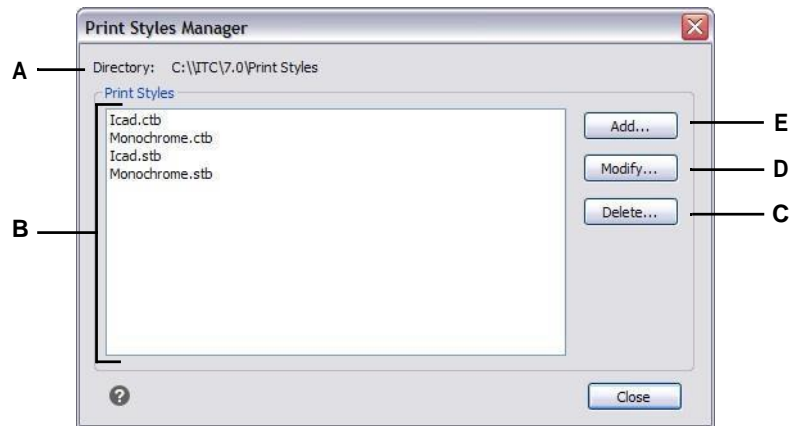 Print Styles Manager
A
Directory: C:\\ITC\7.0\Print Styles
Print Styles
Icad.ctb
Monochrome.ctb
Icad.stb
Monochrome.stb
B
Add...
E
Modify...
D
Delete...
C
?
Close